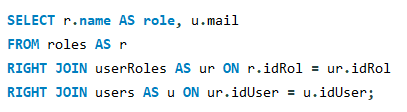 SELECT r.name AS role, u.mail
FROM roles AS r
RIGHT JOIN userRoles AS ur ON r.idRol = ur.idRol
RIGHT JOIN users AS u ON ur.idUser = u.idUser;